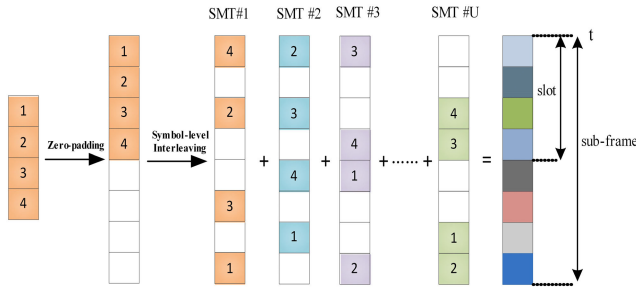 SMT#1 SMT #2 SMT #3 SMT #U
1 4 2 3 t
2
1 3 2 3 4 slot
2 Zero-padding 4 Symbol-level Interleaving 4 3 sub-frame
3 + + + ...... + =
4 4 1
3
1 1
1 2 2